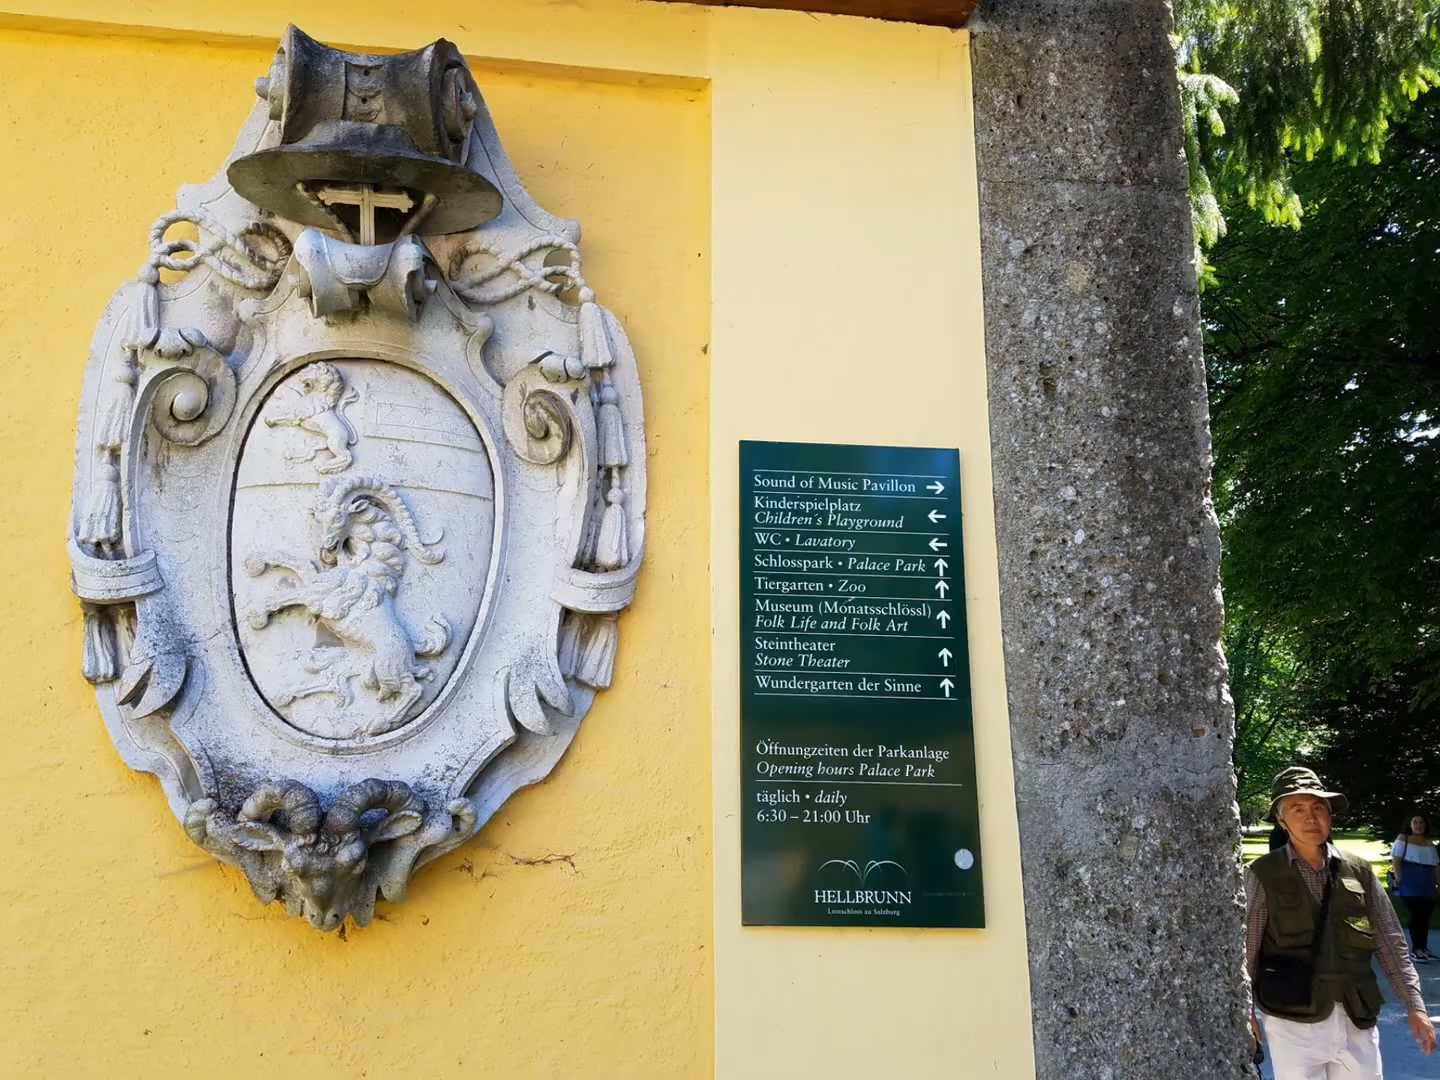 Sound of Music Pavillon →
Kinderspielplatz
Children´s Playground ←
WC • Lavatory ←
Schlosspark • Palace Park ↑
Tiergarten • Zoo ↑
Museum (Monatsschlössl)
Folk Life and Folk Art ↑
Steintheater
Stone Theater ↑
Wundergarten der Sinne ↑
Öffnungzeiten der Parkanlage
Opening hours Palace Park
täglich • daily
6:30 – 21:00 Uhr
HELLBRUNN
Lustschloss zu Salzburg